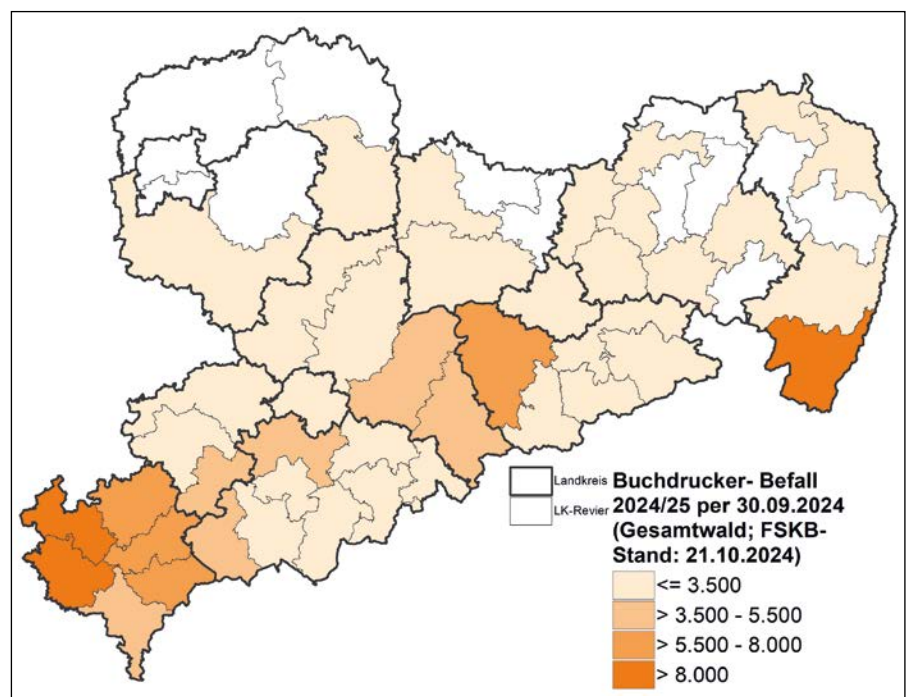 Landkreis
LK-Revier
Buchdrucker- Befall
2024/25 per 30.09.2024
(Gesamtwald; FSKB-
Stand: 21.10.2024)
<= 3.500
> 3.500 - 5.500
> 5.500 - 8.000
> 8.000